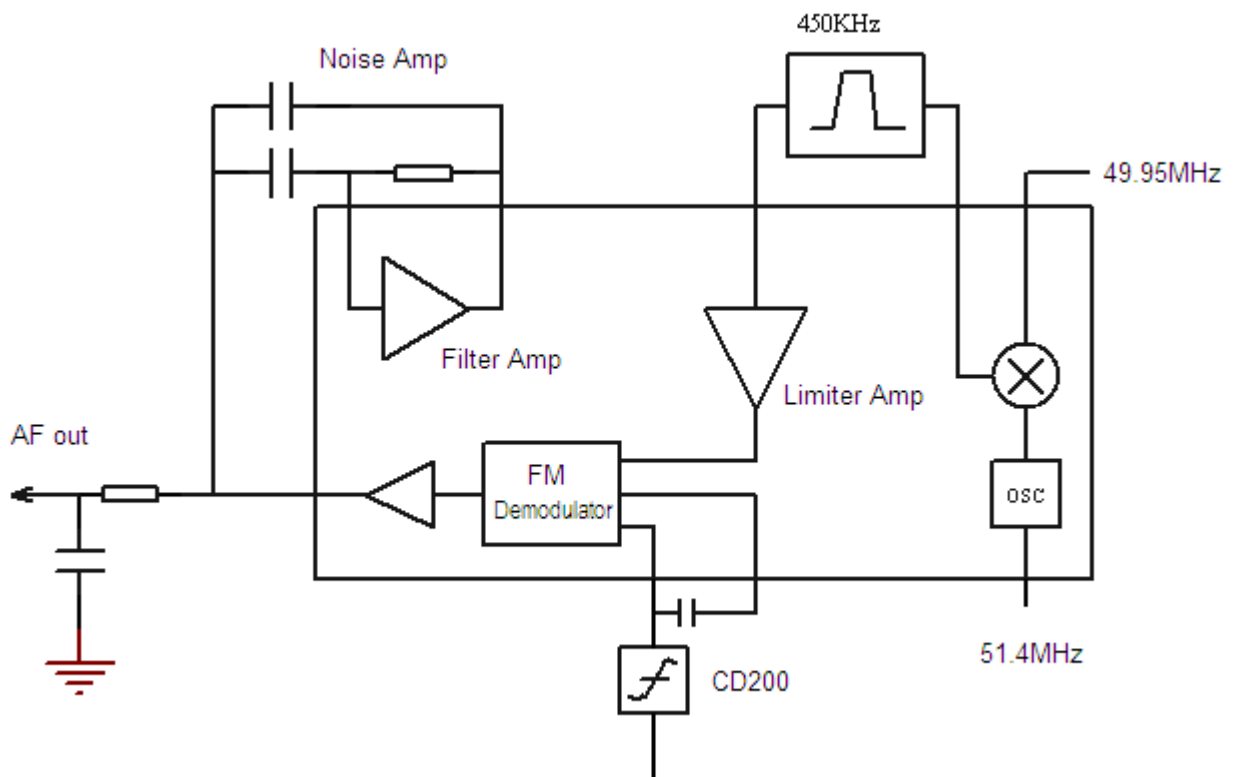 450KHz
Noise Amp
49.95MHz
Filter Amp
Limiter Amp
AF out
FM
Demodulator
osc
51.4MHz
CD200